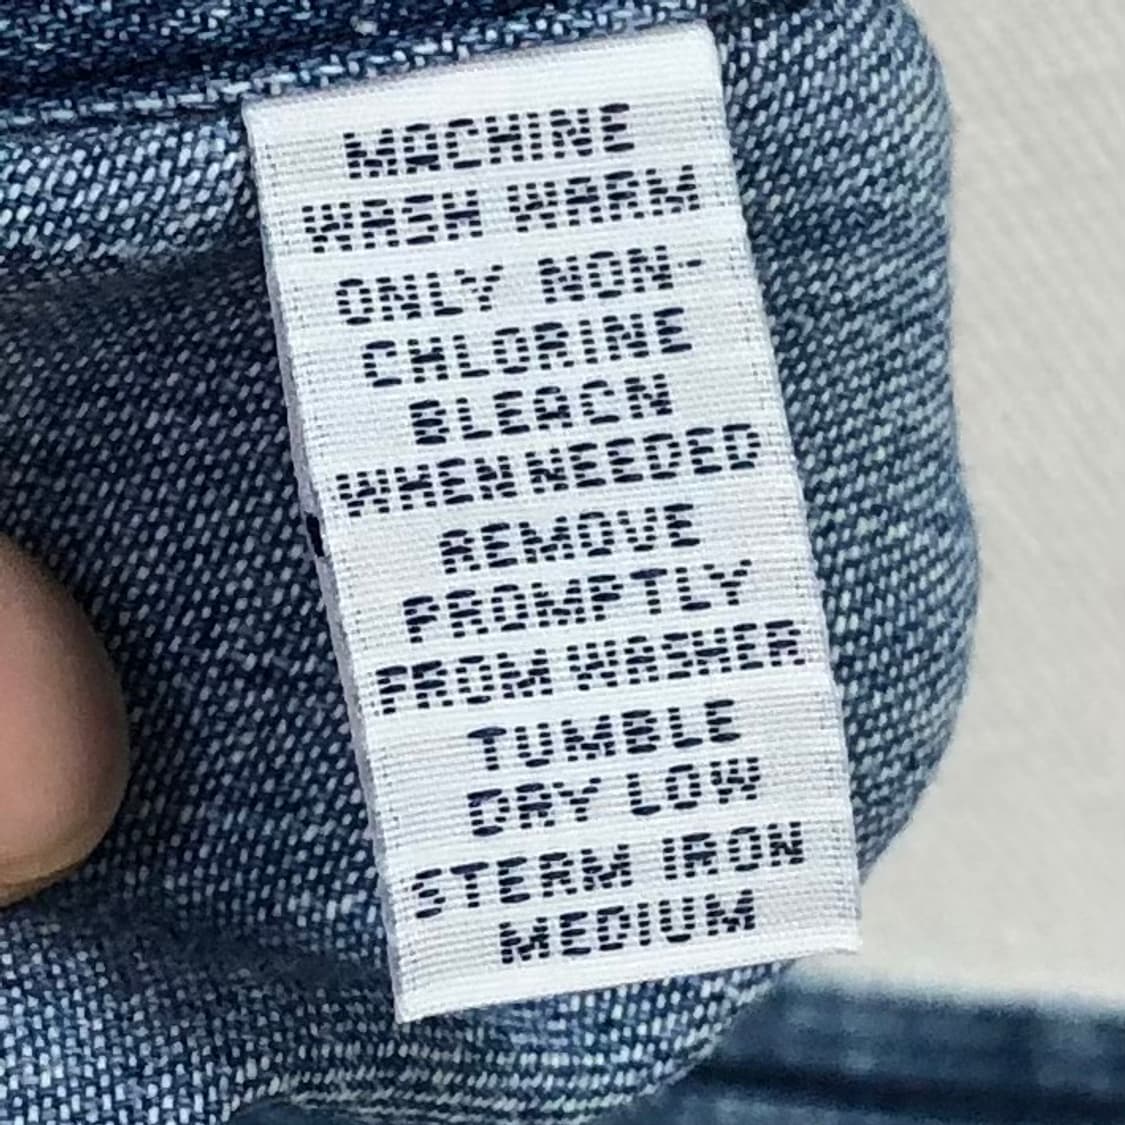 MACHINE
WASH WARM
ONLY NON-
CHLORINE
BLEACN
WHEN NEEDED
REMOVE
PROMPTLY
FROM WASHER
TUMBLE
DRY LOW
STERM IRON
MEDIUM